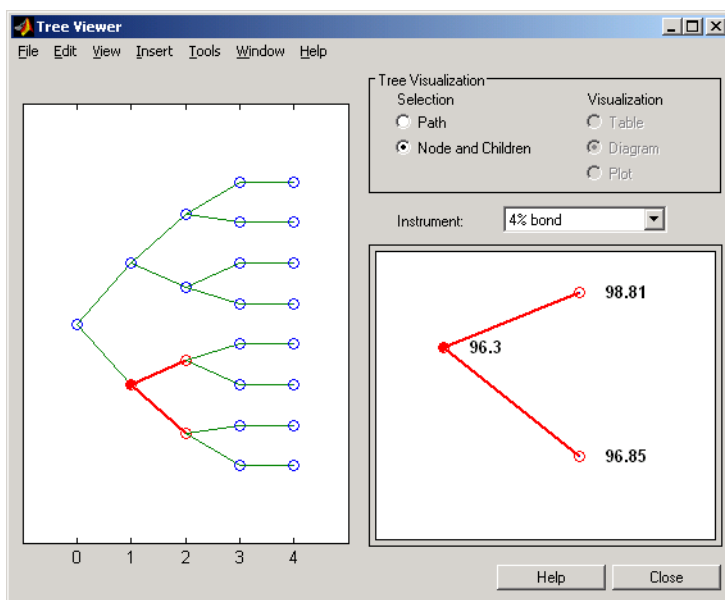 Tree Viewer
File Edit View Insert Tools Window Help
Tree Visualization
Selection
Visualization
Path
Table
Node and Children
Diagram
Plot
Instrument:
4% bond
98.81
96.3
96.85
0 1 2 3 4
Help
Close